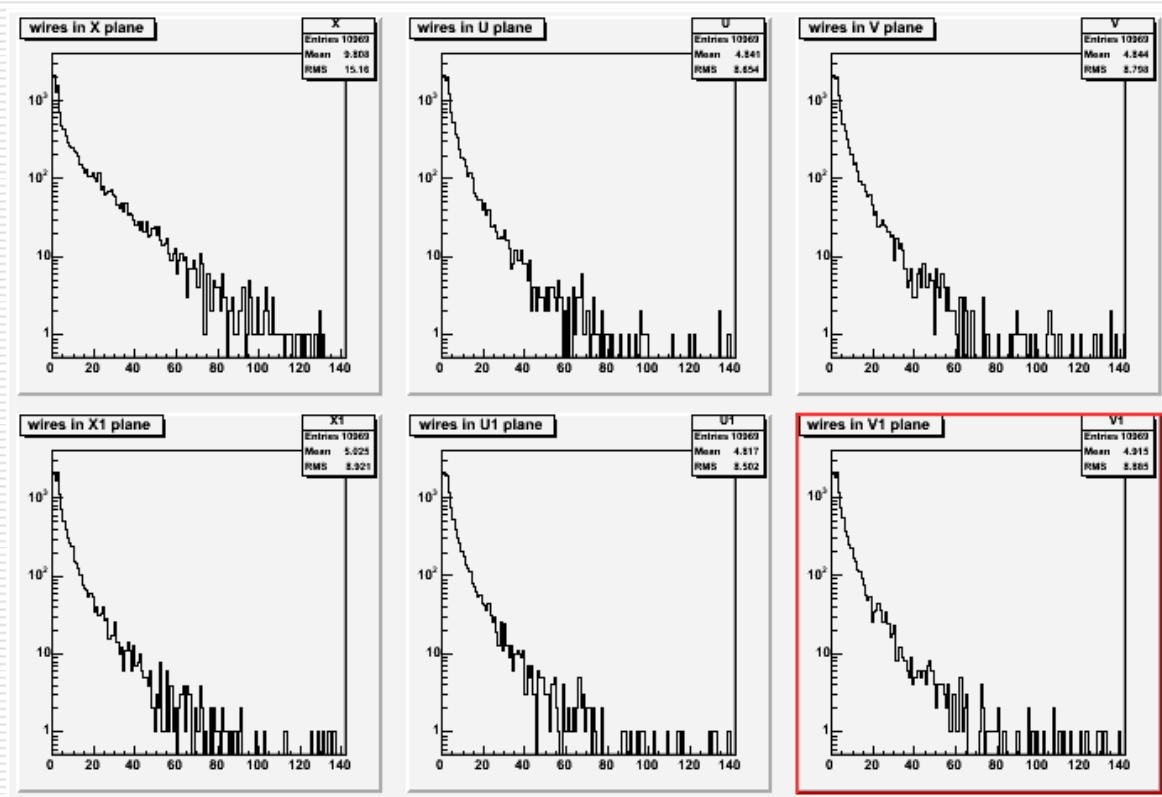 wires in X plane
X
Entries 10969
Mean 9.808
RMS 15.16
10³
10²
10
1
0 20 40 60 80 100 120 140
wires in U plane
U
Entries 10969
Mean 4.841
RMS 8.654
10³
10²
10
1
0 20 40 60 80 100 120 140
wires in V plane
V
Entries 10969
Mean 4.844
RMS 8.798
10³
10²
10
1
0 20 40 60 80 100 120 140
wires in X1 plane
X1
Entries 10969
Mean 5.025
RMS 8.921
10³
10²
10
1
0 20 40 60 80 100 120 140
wires in U1 plane
U1
Entries 10969
Mean 4.817
RMS 8.502
10³
10²
10
1
0 20 40 60 80 100 120 140
wires in V1 plane
V1
Entries 10969
Mean 4.915
RMS 8.885
10³
10²
10
1
0 20 40 60 80 100 120 140